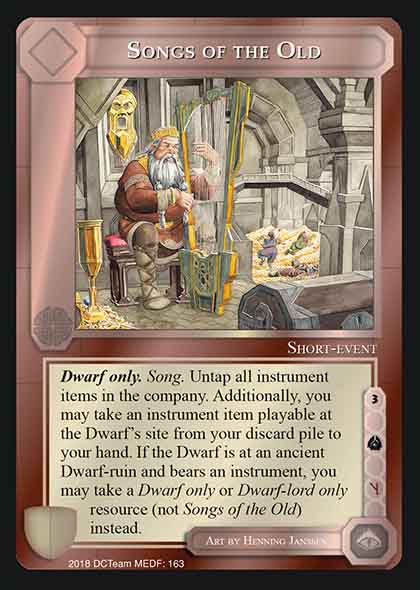 SONGS OF THE OLD
SHORT-EVENT
Dwarf only. Song. Untap all instrument
items in the company. Additionally, you
may take an instrument item playable at
the Dwarf's site from your discard pile to
your hand. If the Dwarf is at an ancient
Dwarf-ruin and bears an instrument, you
may take a Dwarf only or Dwarf-lord only
resource (not Songs of the Old)
instead.
3
ART BY HENNING JANSSEN
2018 DCTeam MEDF: 163